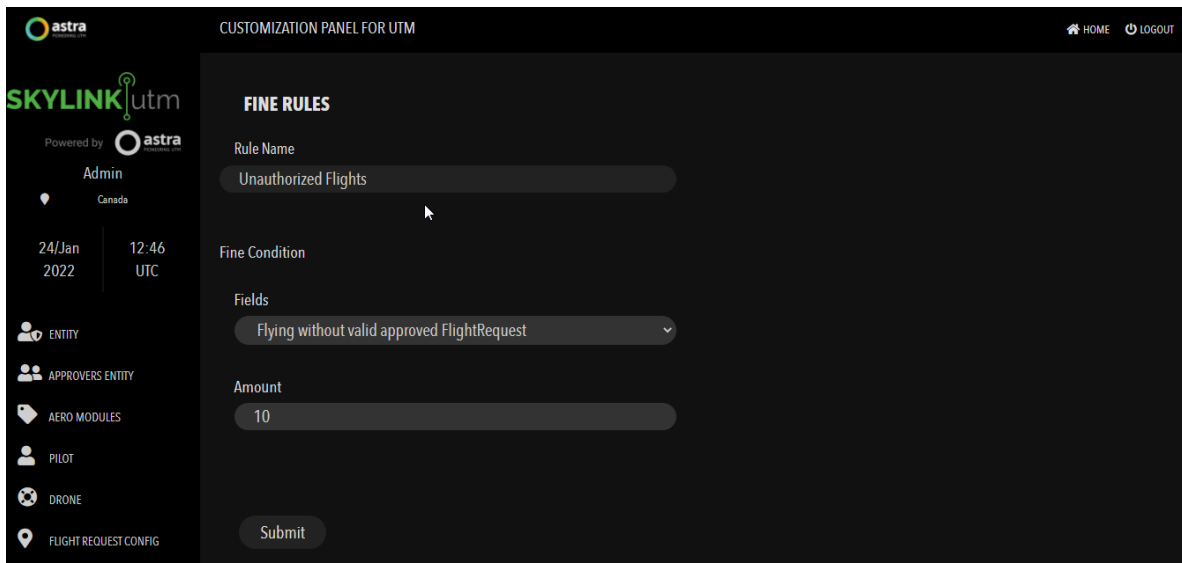 astra
CUSTOMIZATION PANEL FOR UTM
HOME
LOGOUT
SKYLINK utm
Powered by astra
Admin
Canada
24/Jan
2022
12:46
UTC
ENTITY
APPROVERS ENTITY
AERO MODULES
PILOT
DRONE
FLIGHT REQUEST CONFIG
FINE RULES
Rule Name
Unauthorized Flights
Fine Condition
Fields
Flying without valid approved FlightRequest
Amount
10
Submit